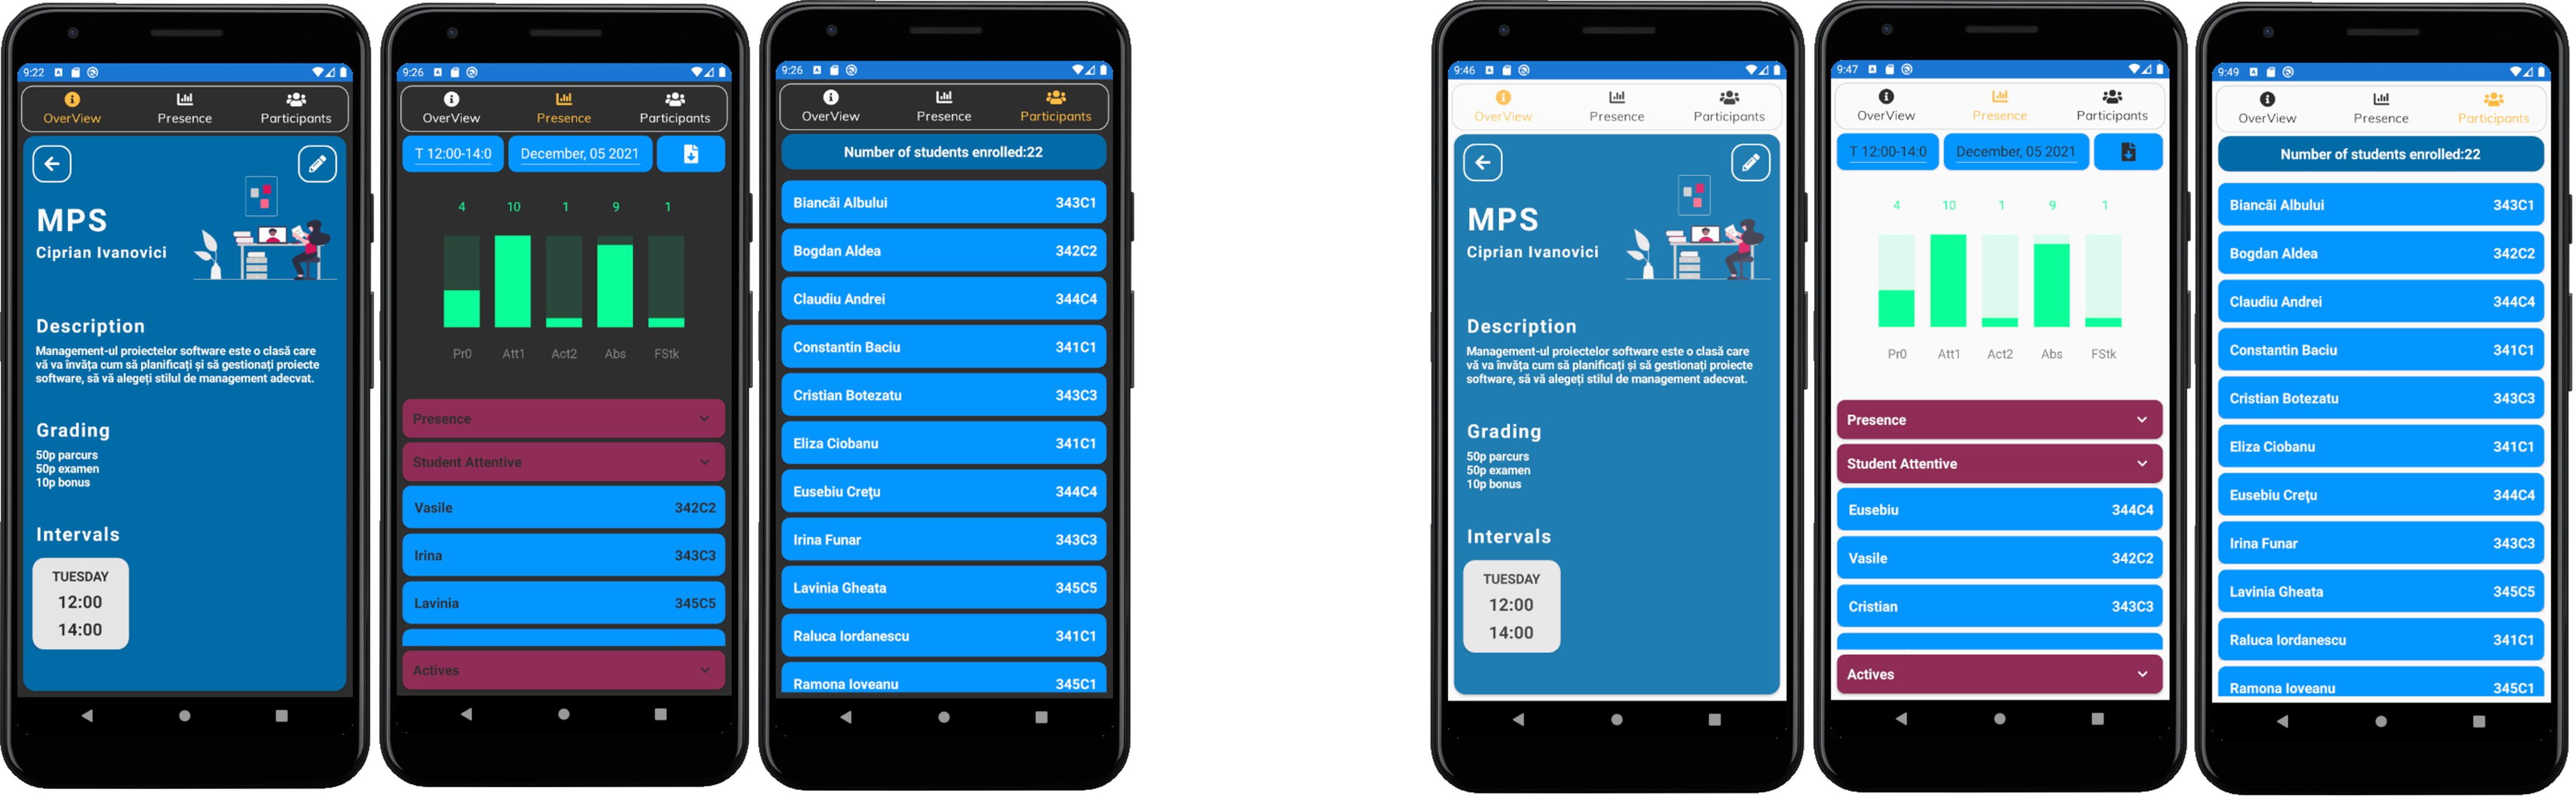 9:22
OverView Presence Participants
MPS
Ciprian Ivanovici
Description
Management-ul proiectelor software este o clasă care
vă va învăța cum să planificați și să gestionați proiecte
software, să vă alegeți stilul de management adecvat.
Grading
50p parcurs
50p examen
10p bonus
Intervals
TUESDAY
12:00
14:00
9:26
OverView Presence Participants
T 12:00-14:0 December, 05 2021
4 10 1 9 1
Pr0 Att1 Act2 Abs FStk
Presence
Student Attentive
Vasile 342C2
Irina 343C3
Lavinia 345C5
Actives
9:26
OverView Presence Participants
Number of students enrolled:22
Biancăi Albului 343C1
Bogdan Aldea 342C2
Claudiu Andrei 344C4
Constantin Baciu 341C1
Cristian Botezatu 343C3
Eliza Ciobanu 341C1
Eusebiu Crețu 344C4
Irina Funar 343C3
Lavinia Gheata 345C5
Raluca Iordanescu 341C1
Ramona Ioveanu 345C1
9:46
OverView Presence Participants
MPS
Ciprian Ivanovici
Description
Management-ul proiectelor software este o clasă care
vă va învăța cum să planificați și să gestionați proiecte
software, să vă alegeți stilul de management adecvat.
Grading
50p parcurs
50p examen
10p bonus
Intervals
TUESDAY
12:00
14:00
9:47
OverView Presence Participants
T 12:00-14:0 December, 05 2021
4 10 1 9 1
Pr0 Att1 Act2 Abs FStk
Presence
Student Attentive
Eusebiu 344C4
Vasile 342C2
Cristian 343C3
Actives
9:49
OverView Presence Participants
Number of students enrolled:22
Biancăi Albului 343C1
Bogdan Aldea 342C2
Claudiu Andrei 344C4
Constantin Baciu 341C1
Cristian Botezatu 343C3
Eliza Ciobanu 341C1
Eusebiu Crețu 344C4
Irina Funar 343C3
Lavinia Gheata 345C5
Raluca Iordanescu 341C1
Ramona Ioveanu 345C1